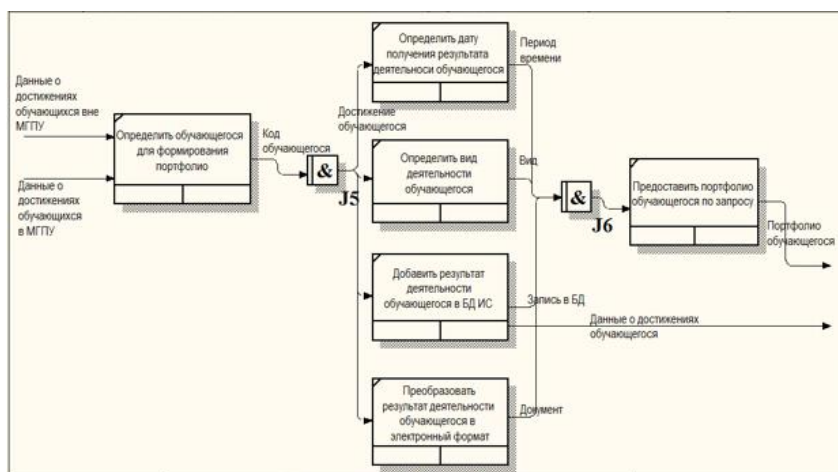 Данные о
достижениях
обучающихся вне
МГПУ
Данные о
достижениях
обучающихся
в МГПУ
Определить обучающегося
для формирования
портфолио
Код
обучающегося
&
J5
Достижение
обучающегося
Определить дату
получения результата
деятельноси обучающегося
Период
времени
Определить вид
деятельности
обучающегося
Вид
Добавить результат
деятельности
обучающегося в БД ИС
Запись в БД
Данные о достижениях
обучающегося
Преобразовать
результат деятельности
обучающегося в
электронный формат
Документ
&
J6
Предоставить портфолио
обучающегося по запросу
Портфолио
обучающегося